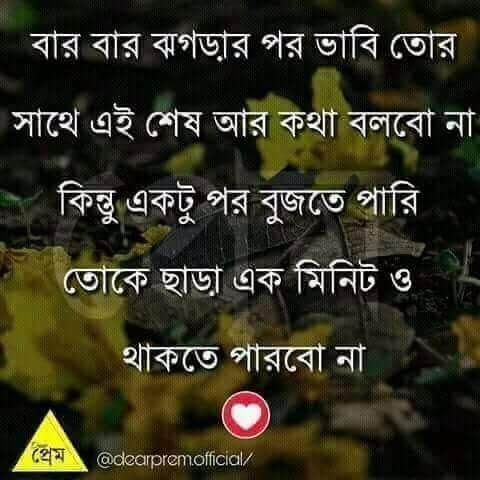 বার বার ঝগড়ার পর ভাবি তোর
সাথে এই শেষ আর কথা বলবো না
কিন্তু একটু পর বুজতে পারি
তোকে ছাড়া এক মিনিট ও
থাকতে পারবো না
প্রেম
@dearprem.official/